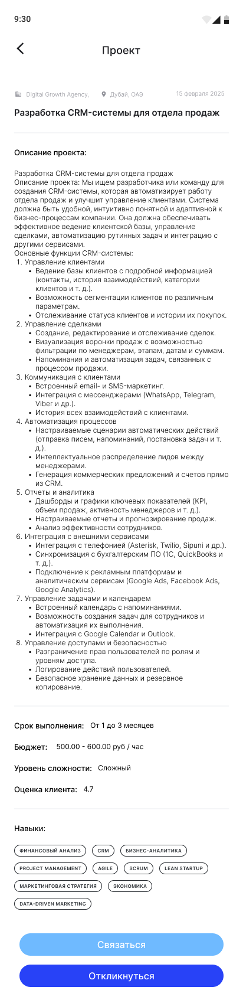 9:30
Проект
Digital Growth Agency,
Дубай, ОАЭ
15 февраля 2025
Разработка CRM-системы для отдела продаж
Описание проекта:
Разработка CRM-системы для отдела продаж
Описание проекта: Мы ищем разработчика или команду для
создания CRM-системы, которая автоматизирует работу
отдела продаж и улучшит управление клиентами. Система
должна быть удобной, интуитивно понятной и адаптивной к
бизнес-процессам компании. Она должна обеспечивать
эффективное ведение клиентской базы, управление
сделками, автоматизацию рутинных задач и интеграцию с
другими сервисами.
Основные функции CRM-системы:
1. Управление клиентами
• Ведение базы клиентов с подробной информацией
(контакты, история взаимодействий, категории
клиентов и т. д.).
• Возможность сегментации клиентов по различным
параметрам.
• Отслеживание статуса клиентов и истории их покупок.
2. Управление сделками
• Создание, редактирование и отслеживание сделок.
• Визуализация воронки продаж с возможностью
фильтрации по менеджерам, этапам, датам и суммам.
• Напоминания и автоматизация задач, связанных с
процессом продажи.
3. Коммуникация с клиентами
• Встроенный email- и SMS-маркетинг.
• Интеграция с мессенджерами (WhatsApp, Telegram,
Viber и др.).
• История всех взаимодействий с клиентами.
4. Автоматизация процессов
• Настраиваемые сценарии автоматических действий
(отправка писем, напоминаний, постановка задач и т.
д.).
• Интеллектуальное распределение лидов между
менеджерами.
• Генерация коммерческих предложений и счетов прямо
из CRM.
5. Отчеты и аналитика
• Дашборды и графики ключевых показателей (KPI,
объем продаж, активность менеджеров и т. д.).
• Настраиваемые отчеты и прогнозирование продаж.
• Анализ эффективности сотрудников.
6. Интеграция с внешними сервисами
• Интеграция с телефонией (Asterisk, Twilio, Sipuni и др.).
• Синхронизация с бухгалтерским ПО (1С, QuickBooks и
т. д.).
• Подключение к рекламным платформам и
аналитическим сервисам (Google Ads, Facebook Ads,
Google Analytics).
7. Управление задачами и календарем
• Встроенный календарь с напоминаниями.
• Возможность создания задач для сотрудников и
автоматизация их выполнения.
• Интеграция с Google Calendar и Outlook.
8. Управление доступами и безопасностью
• Разграничение прав пользователей по ролям и
уровням доступа.
• Логирование действий пользователей.
• Безопасное хранение данных и резервное
копирование.
Срок выполнения: От 1 до 3 месяцев
Бюджет: 500.00 - 600.00 руб / час
Уровень сложности: Сложный
Оценка клиента: 4.7
Навыки:
ФИНАНСОВЫЙ АНАЛИЗ CRM БИЗНЕС-АНАЛИТИКА
PROJECT MANAGEMENT AGILE SCRUM LEAN STARTUP
МАРКЕТИНГОВАЯ СТРАТЕГИЯ ЭКОНОМИКА
DATA-DRIVEN MARKETING
Связаться
Откликнуться